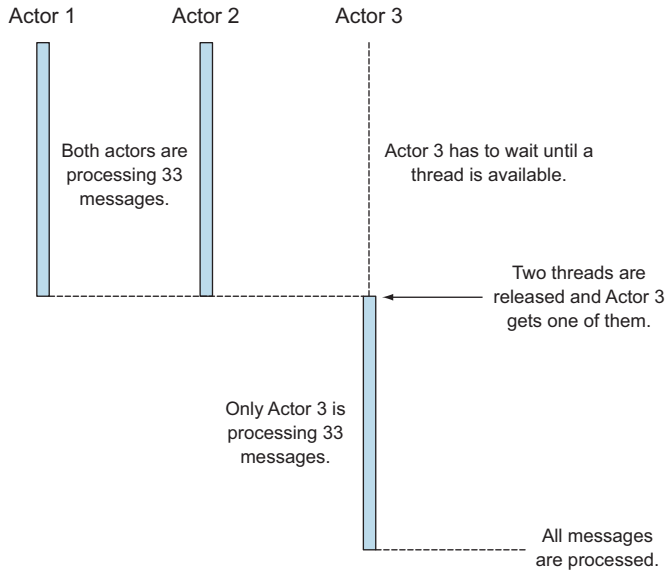 Actor 1
Actor 2
Actor 3
Both actors are
processing 33
messages.
Actor 3 has to wait until a
thread is available.
Two threads are
released and Actor 3
gets one of them.
Only Actor 3 is
processing 33
messages.
All messages
are processed.